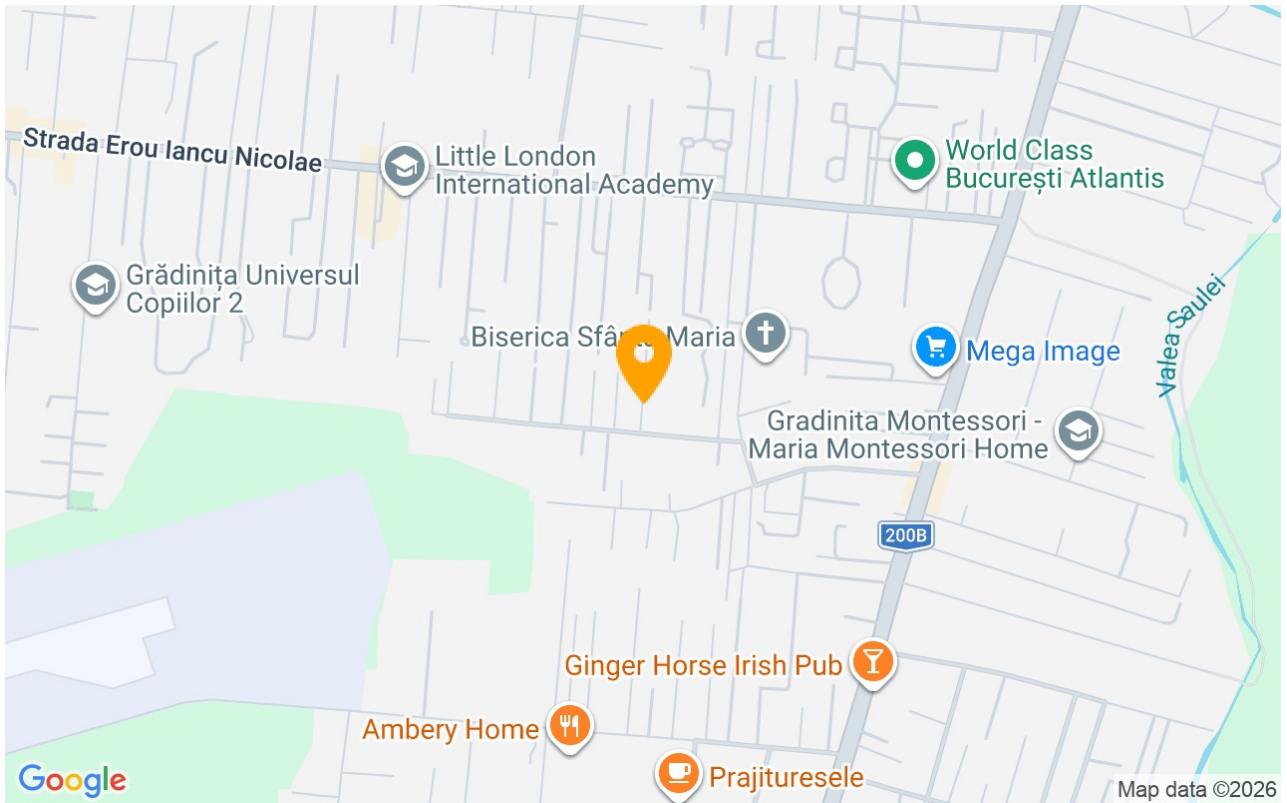 Strada Erou Iancu Nicolae
Little London
International Academy
World Class
București Atlantis
Grădinița Universul
Copiilor 2
Valea Saulei
Biserica Sfânta Maria
Mega Image
Gradinita Montessori -
Maria Montessori Home
200B
Ginger Horse Irish Pub
Ambery Home
Prajituresele
Google
Map data ©2026